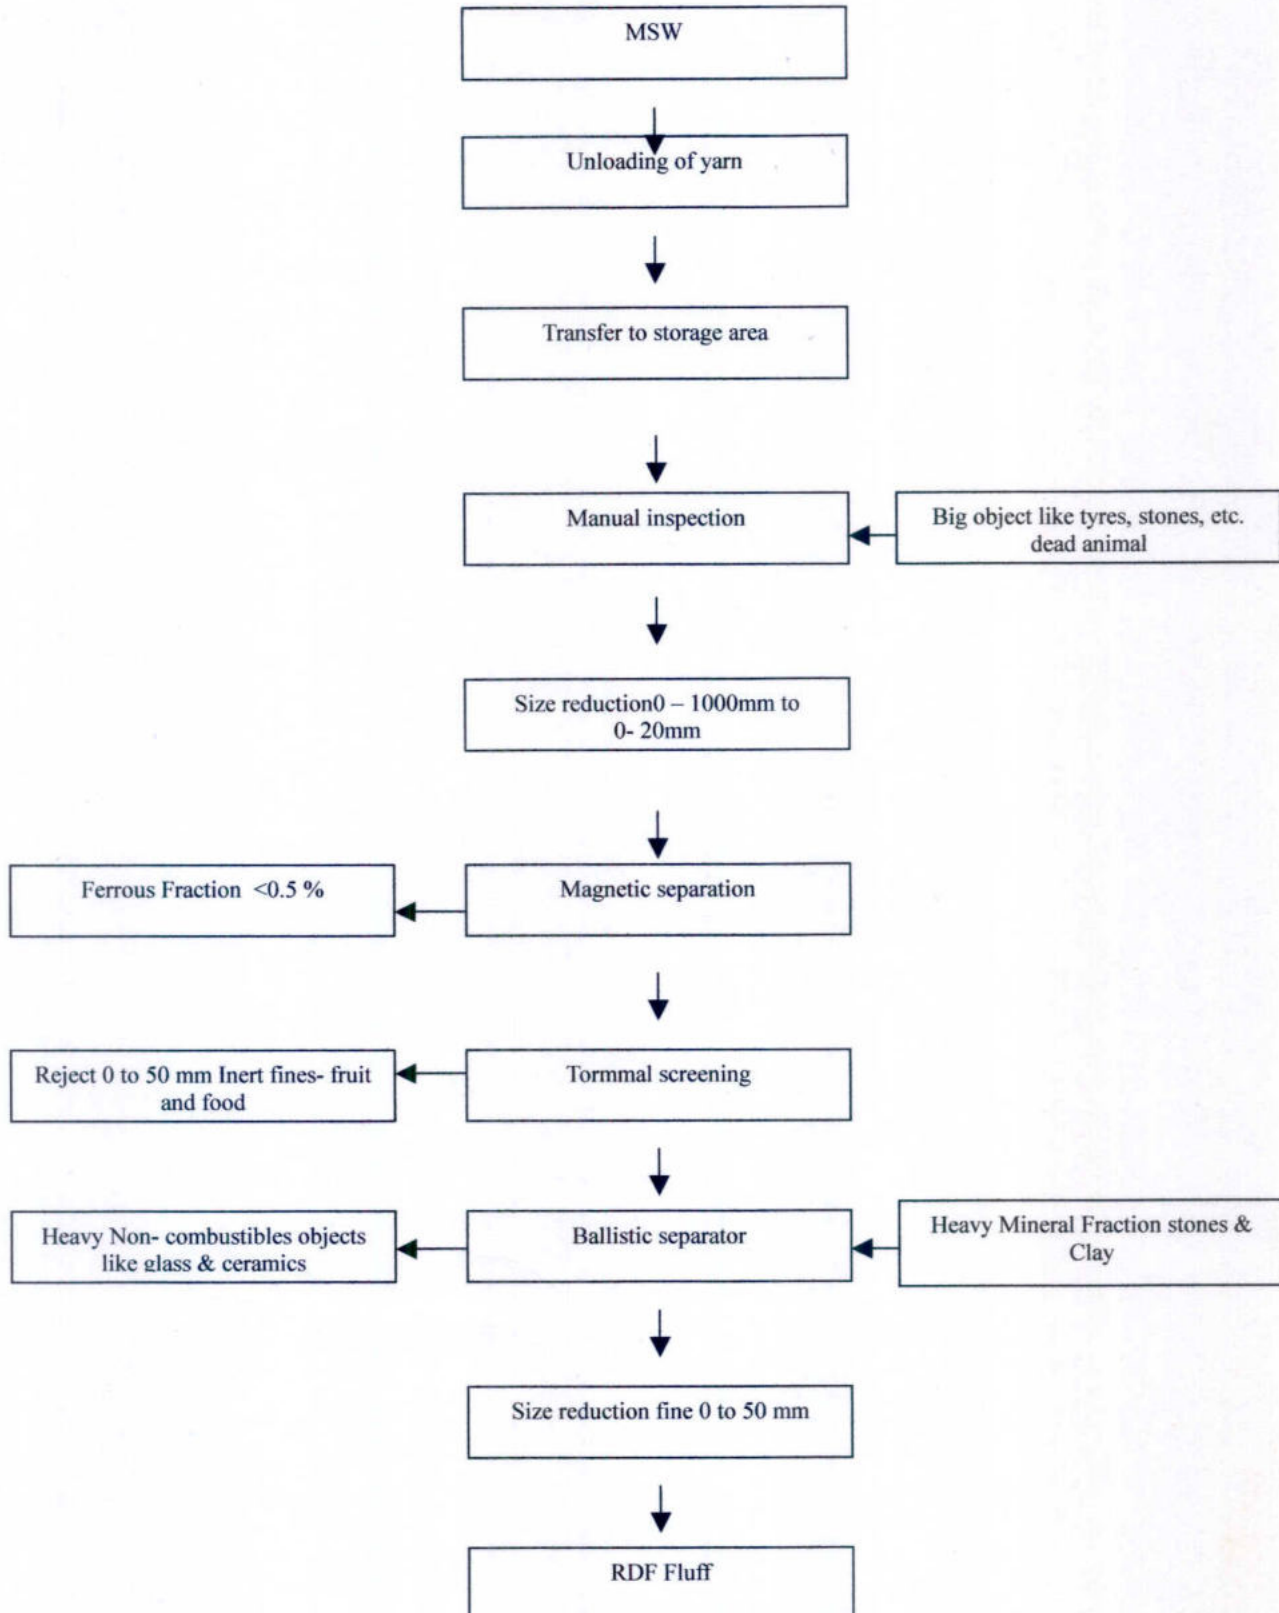 MSW
Unloading of yarn
Transfer to storage area
Manual inspection
Big object like tyres, stones, etc.
dead animal
Size reduction0 – 1000mm to
0- 20mm
Ferrous Fraction <0.5 %
Magnetic separation
Reject 0 to 50 mm Inert fines- fruit
and food
Tormmal screening
Heavy Non- combustibles objects
like glass & ceramics
Ballistic separator
Heavy Mineral Fraction stones &
Clay
Size reduction fine 0 to 50 mm
RDF Fluff